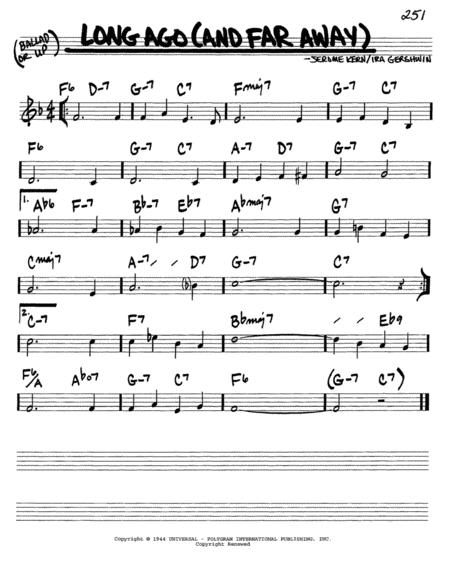 251
(BALLAD OR UP) LONG AGO (AND FAR AWAY)
-JEROME KERN/IRA GERSHWIN
F6 D-7 G-7 C7 Fmaj7 G-7 C7
F6 G-7 C7 A-7 D7 G-7 C7
1. Ab6 F-7 Bb-7 Eb7 Abmaj7 G7
Cmaj7 A-7 / / D7 G-7 C7
2. C-7 F7 Bbmaj7 Eb9
F6/A Abo7 G-7 C7 F6 (G-7 C7)
Copyright © 1944 UNIVERSAL - POLYGRAM INTERNATIONAL PUBLISHING, INC.
Copyright Renewed